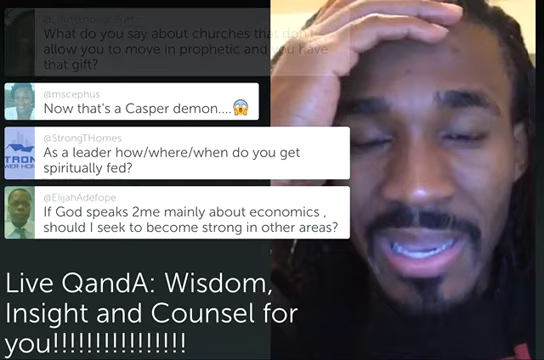 What do you say about churches that don't
allow you to move in prophetic and you have
that gift?
@mscephus
Now that's a Casper demon....😱
@StrongTHomes
As a leader how/where/when do you get
spiritually fed?
@ElijahAdefope
If God speaks 2me mainly about economics ,
should I seek to become strong in other areas?
Live QandA: Wisdom,
Insight and Counsel for
you!!!!!!!!!!!!!!!!!